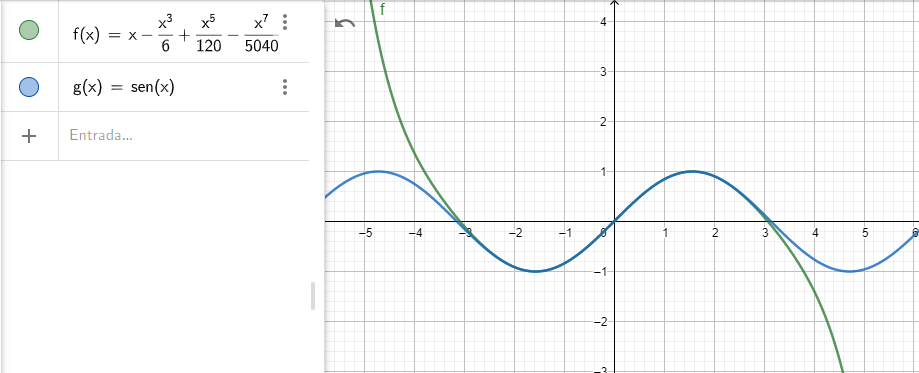 f(x) = x − x³/6 + x⁵/120 − x⁷/5040
g(x) = sen(x)
Entrada...
f
4
3
2
1
−5 −4 −3 −2 −1 0 1 2 3 4 5 6
−1
−2
−3